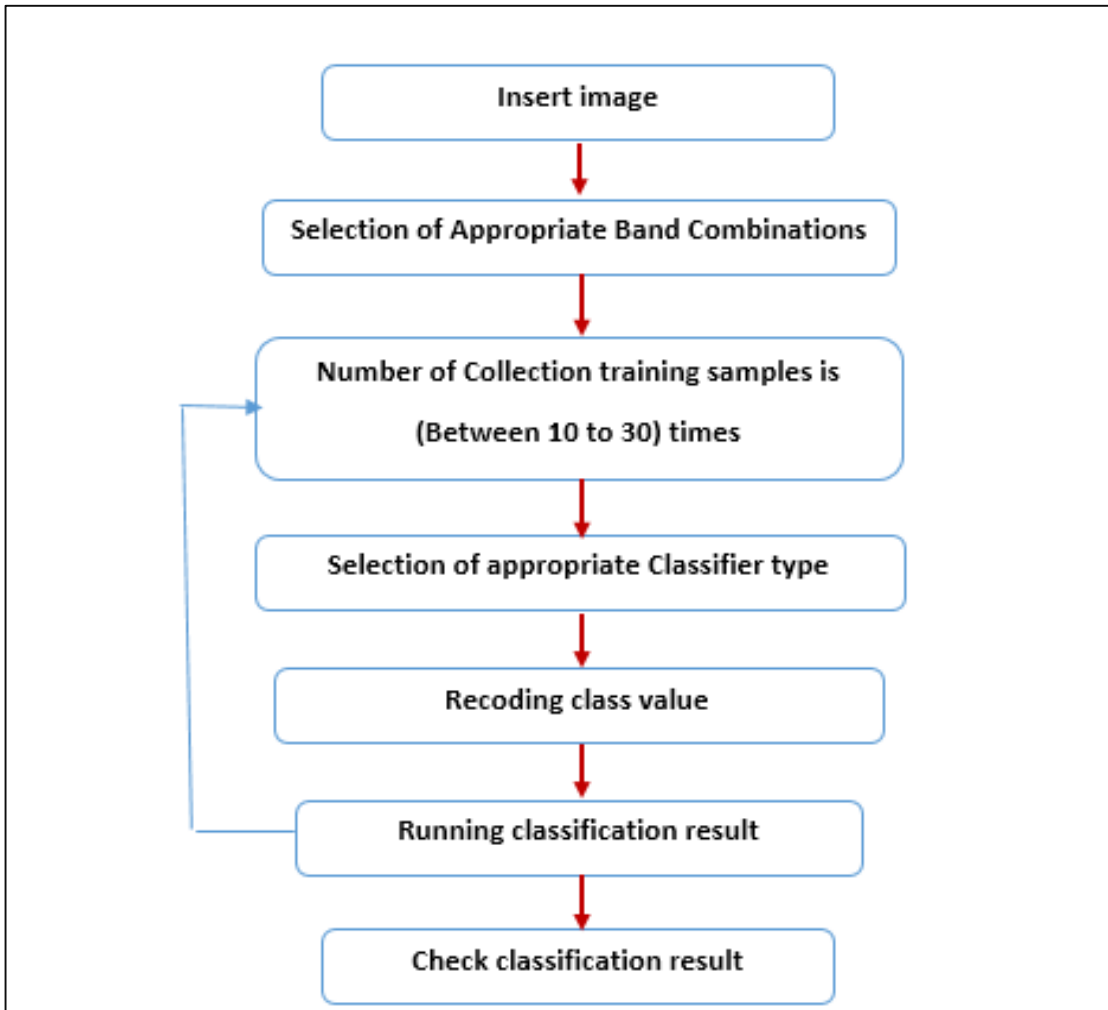 Insert image
Selection of Appropriate Band Combinations
Number of Collection training samples is
(Between 10 to 30) times
Selection of appropriate Classifier type
Recoding class value
Running classification result
Check classification result